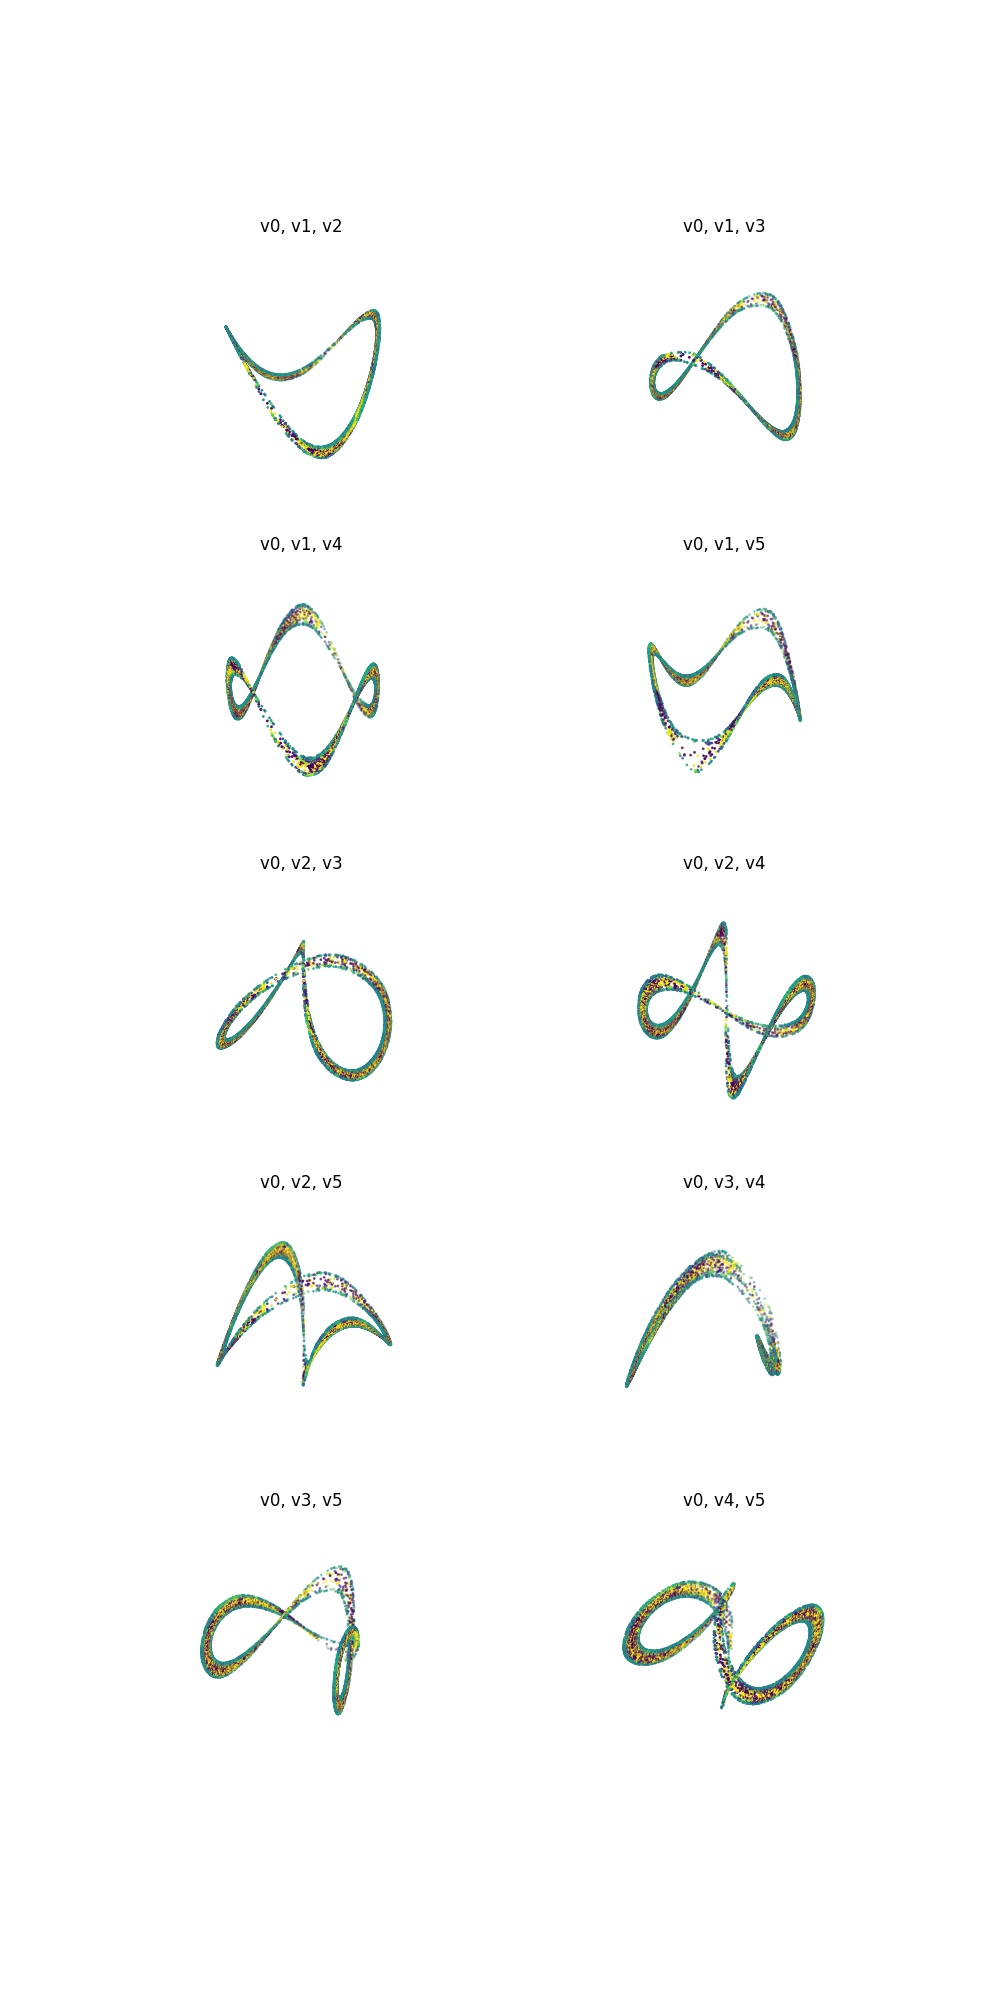 v0, v1, v2
v0, v1, v3
v0, v1, v4
v0, v1, v5
v0, v2, v3
v0, v2, v4
v0, v2, v5
v0, v3, v4
v0, v3, v5
v0, v4, v5